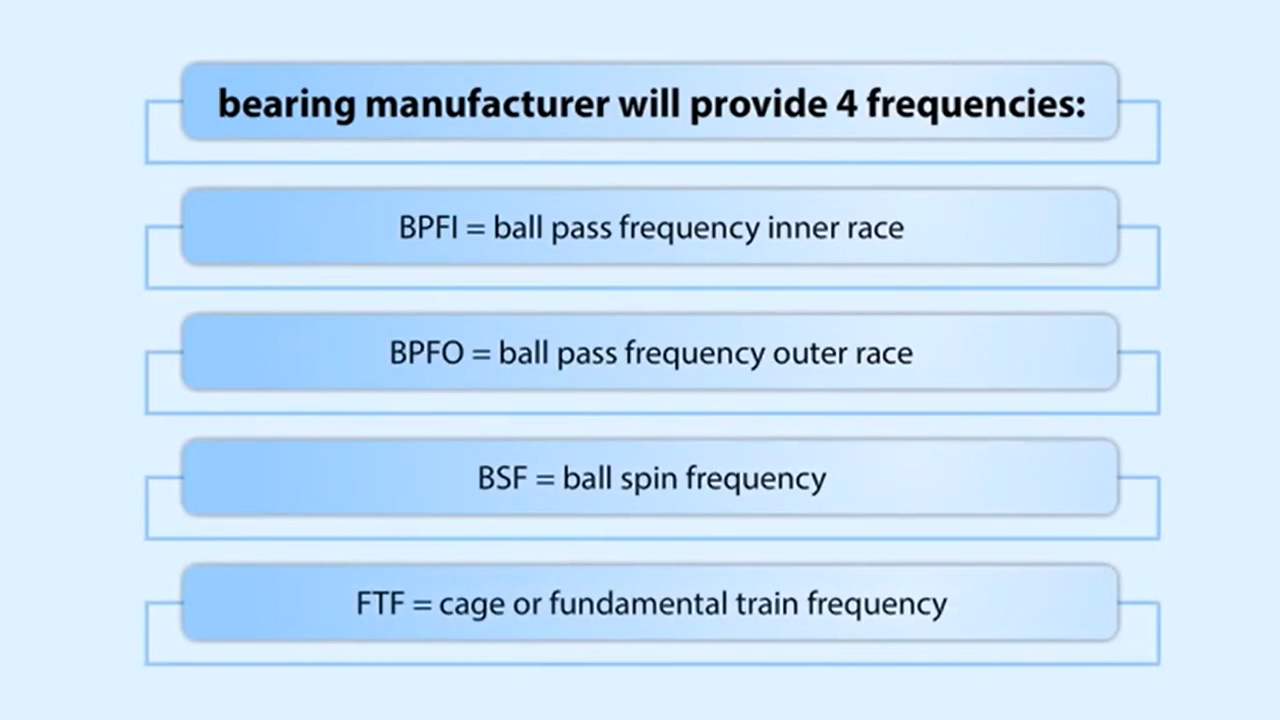 bearing manufacturer will provide 4 frequencies:
BPFI = ball pass frequency inner race
BPFO = ball pass frequency outer race
BSF = ball spin frequency
FTF = cage or fundamental train frequency